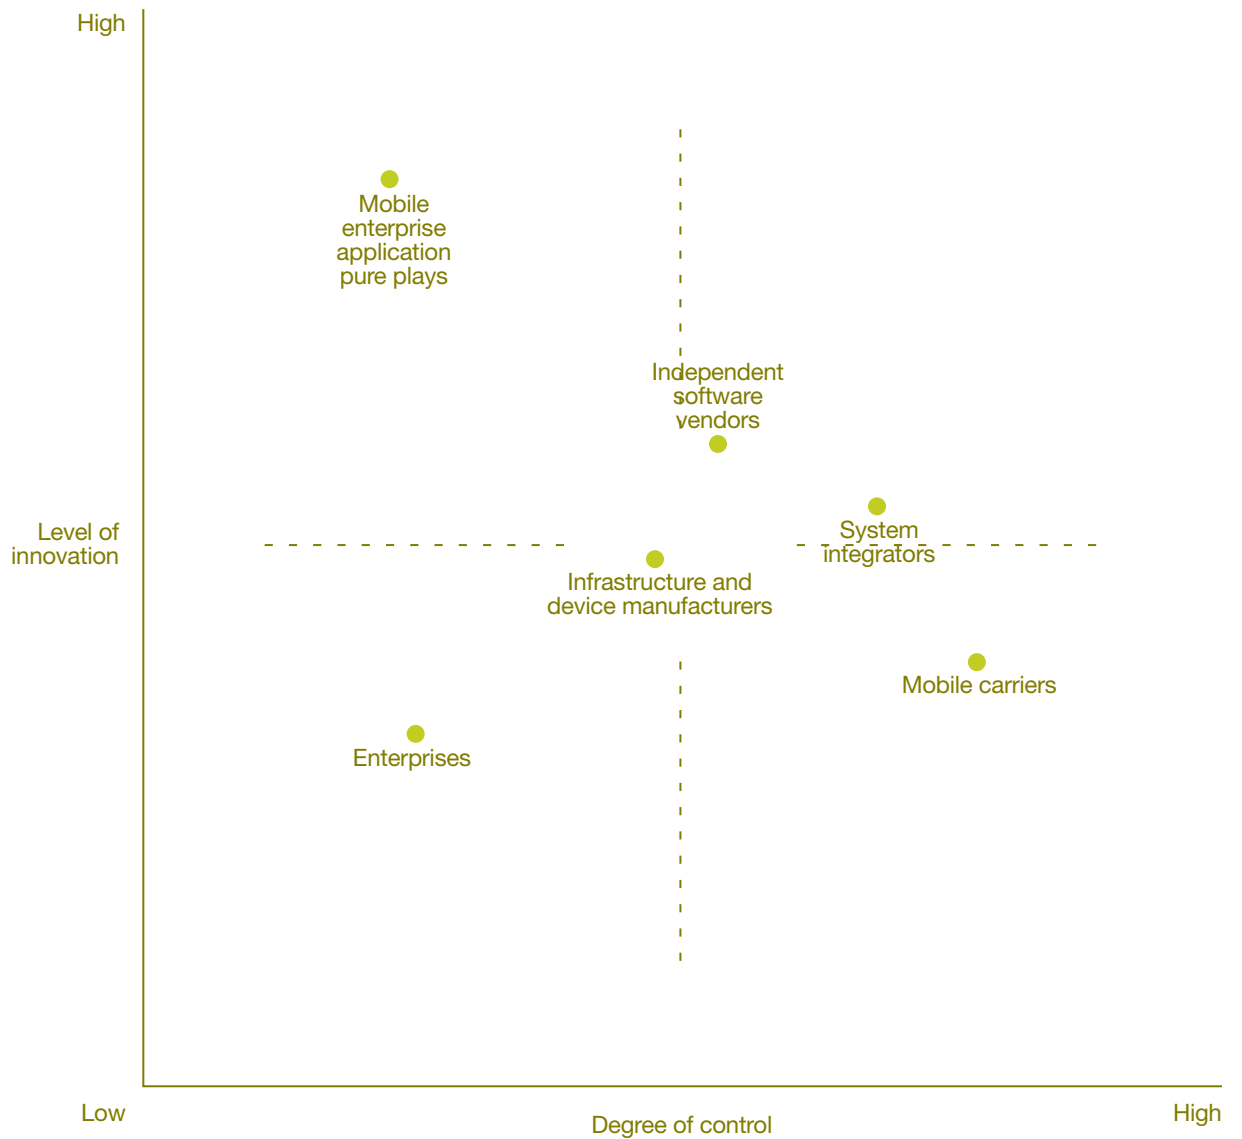 High
Mobile
enterprise
application
pure plays
Independent
software
vendors
Level of
innovation
System
integrators
Infrastructure and
device manufacturers
Mobile carriers
Enterprises
Low
Degree of control
High